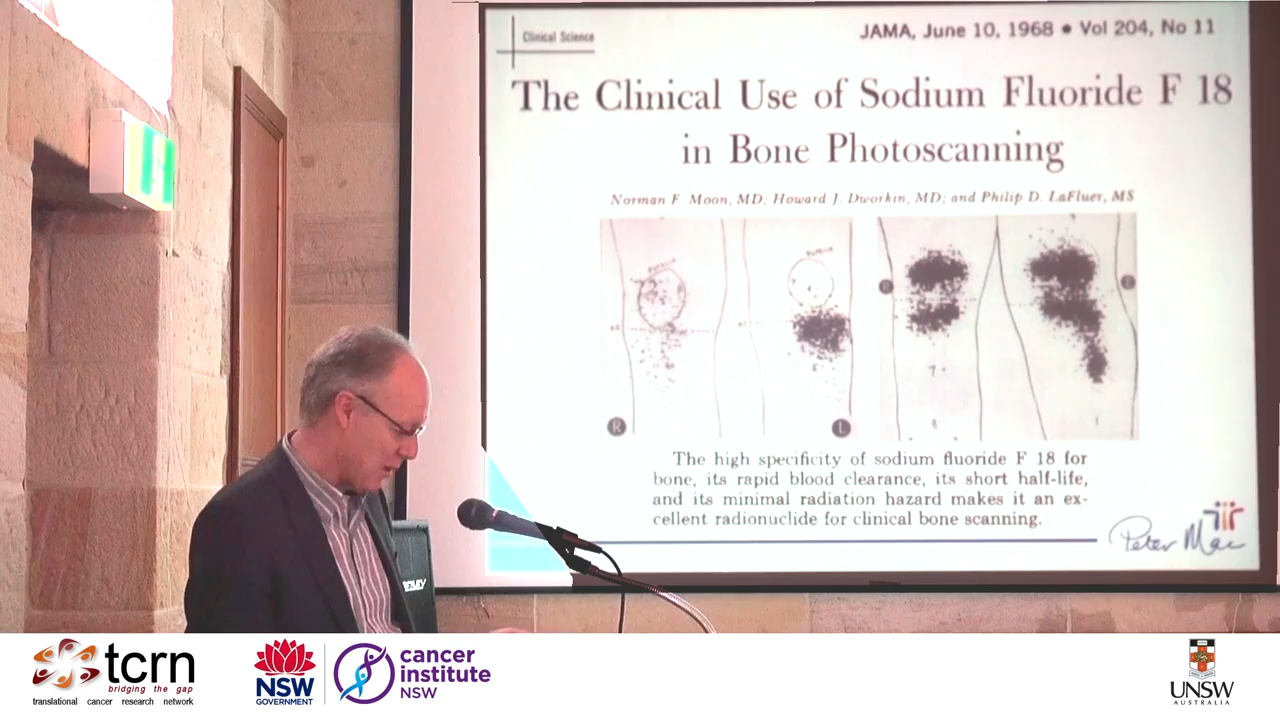 Clinical Science
JAMA, June 10, 1968 • Vol 204, No 11
The Clinical Use of Sodium Fluoride F 18
in Bone Photoscanning
Norman F. Moon, MD; Howard J. Dworkin, MD; and Philip D. LaFluer, MS
R
L
The high specificity of sodium fluoride F 18 for
bone, its rapid blood clearance, its short half-life,
and its minimal radiation hazard makes it an ex-
cellent radionuclide for clinical bone scanning.
Peter Mac
tcrn
bridging the gap
translational cancer research network
NSW
GOVERNMENT
cancer
institute
NSW
UNSW
AUSTRALIA